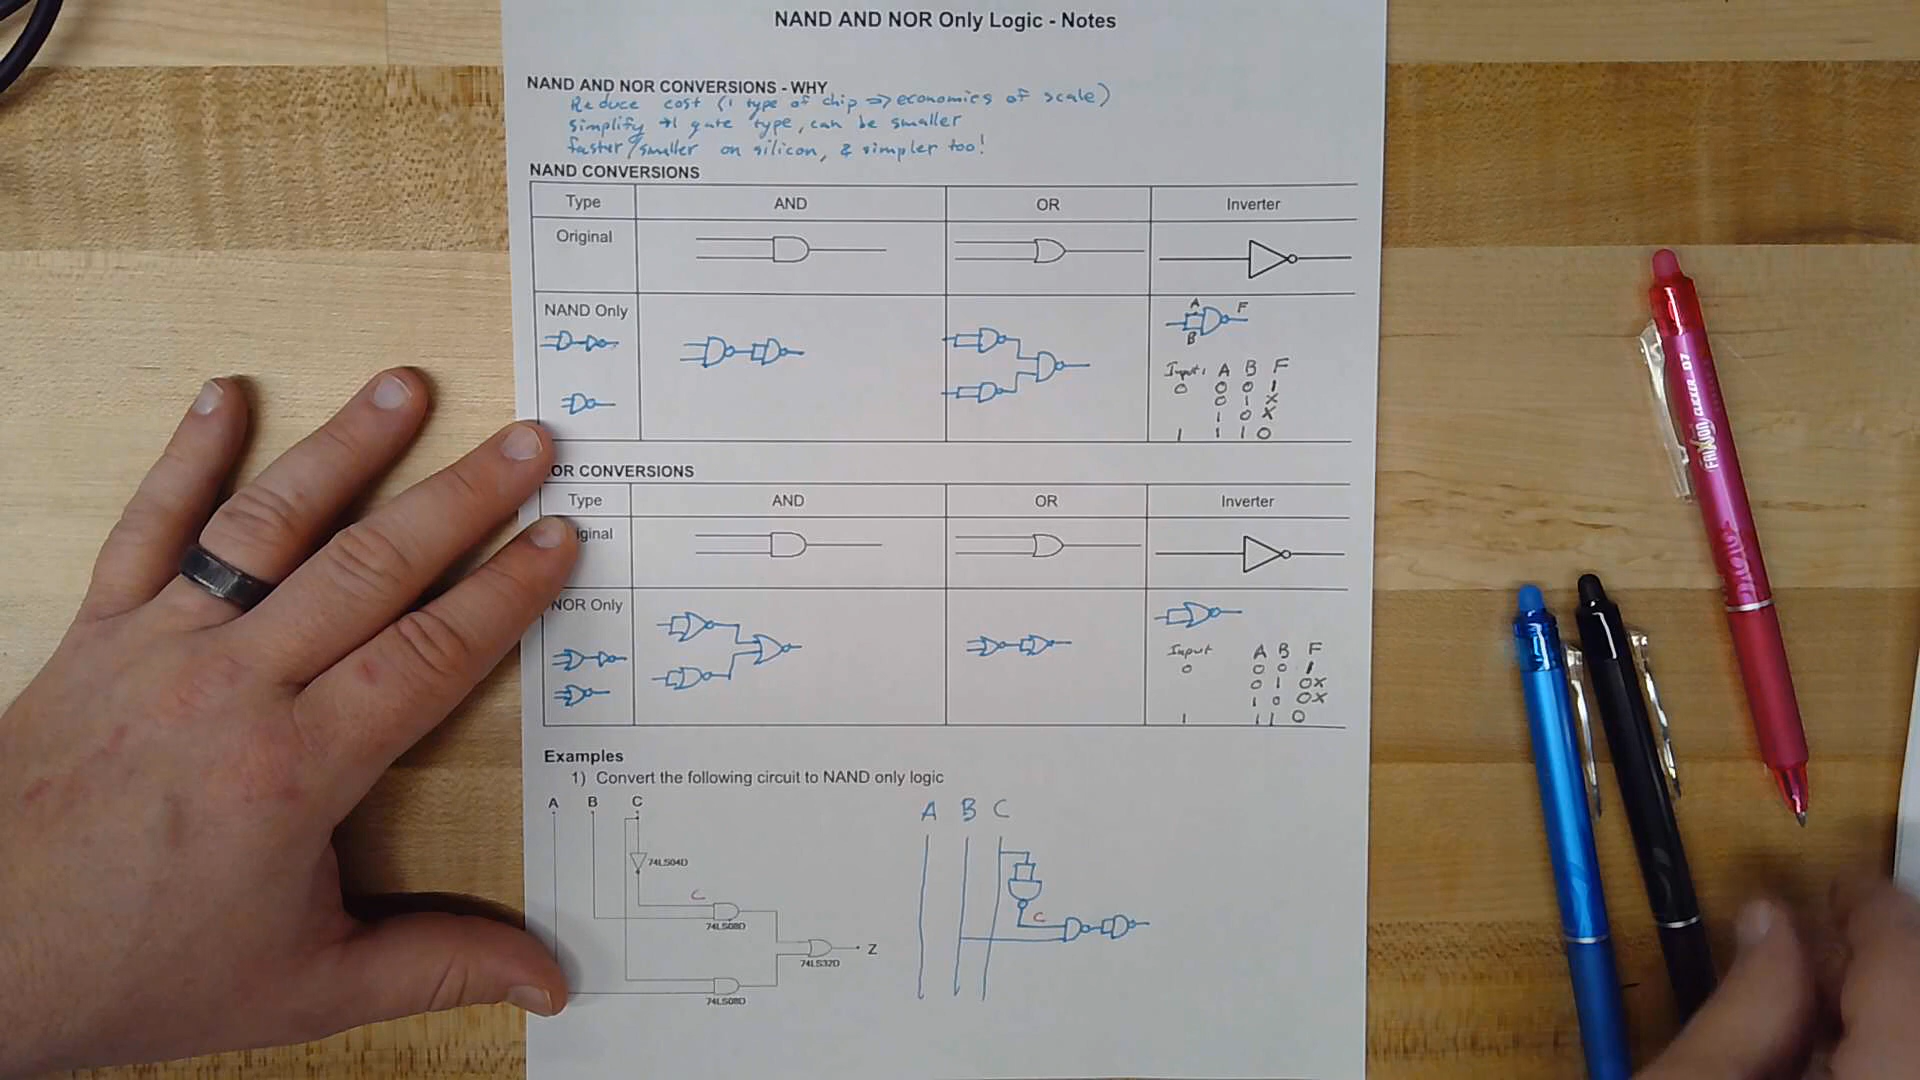 NAND AND NOR Only Logic - Notes
NAND AND NOR CONVERSIONS - WHY
Reduce cost (1 type of chip => economics of scale)
simplify → 1 gate type, can be smaller
faster/smaller on silicon, & simpler too!
NAND CONVERSIONS
Type AND OR Inverter
Original
NAND Only
A F
B
Input: A B F
0 0 0 1
0 1 X
1 0 X
1 1 1 0
OR CONVERSIONS
Type AND OR Inverter
iginal
NOR Only
Input A B F
0 0 0 1
0 1 0X
1 0 0X
1 1 1 0
Examples
1) Convert the following circuit to NAND only logic
A B C
74LS04D
C
74LS08D
74LS32D
Z
74LS08D
A B C
C
FRIXION CLICKER 07